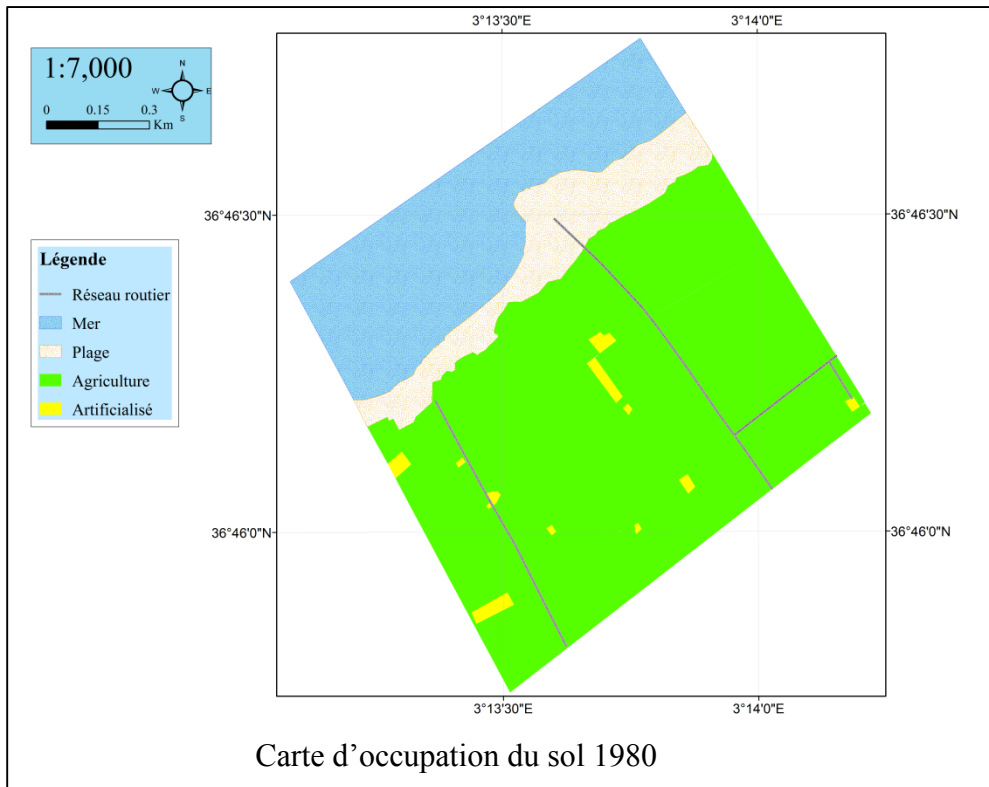 3°13'30"E 3°14'0"E
1:7,000
N
W E
S
0 0.15 0.3
Km
36°46'30"N 36°46'30"N
Légende
Réseau routier
Mer
Plage
Agriculture
Artificialisé
36°46'0"N 36°46'0"N
3°13'30"E 3°14'0"E
Carte d’occupation du sol 1980